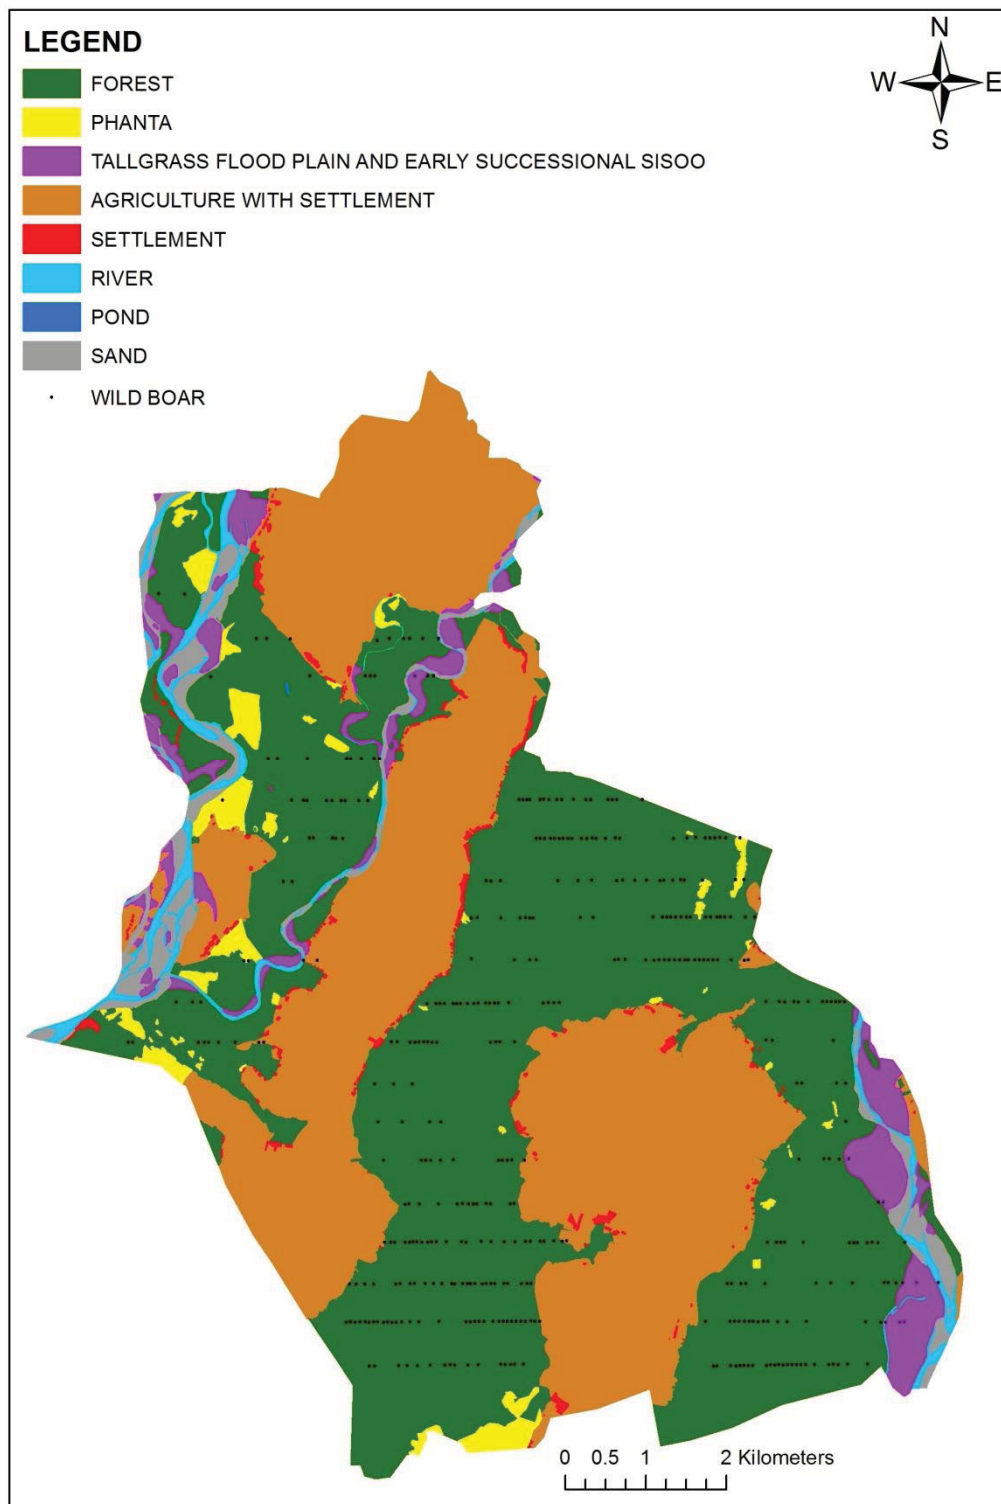 LEGEND
FOREST
PHANTA
TALLGRASS FLOOD PLAIN AND EARLY SUCCESSIONAL SISOO
AGRICULTURE WITH SETTLEMENT
SETTLEMENT
RIVER
POND
SAND
WILD BOAR
N
W E
S
0 0.5 1 2 Kilometers